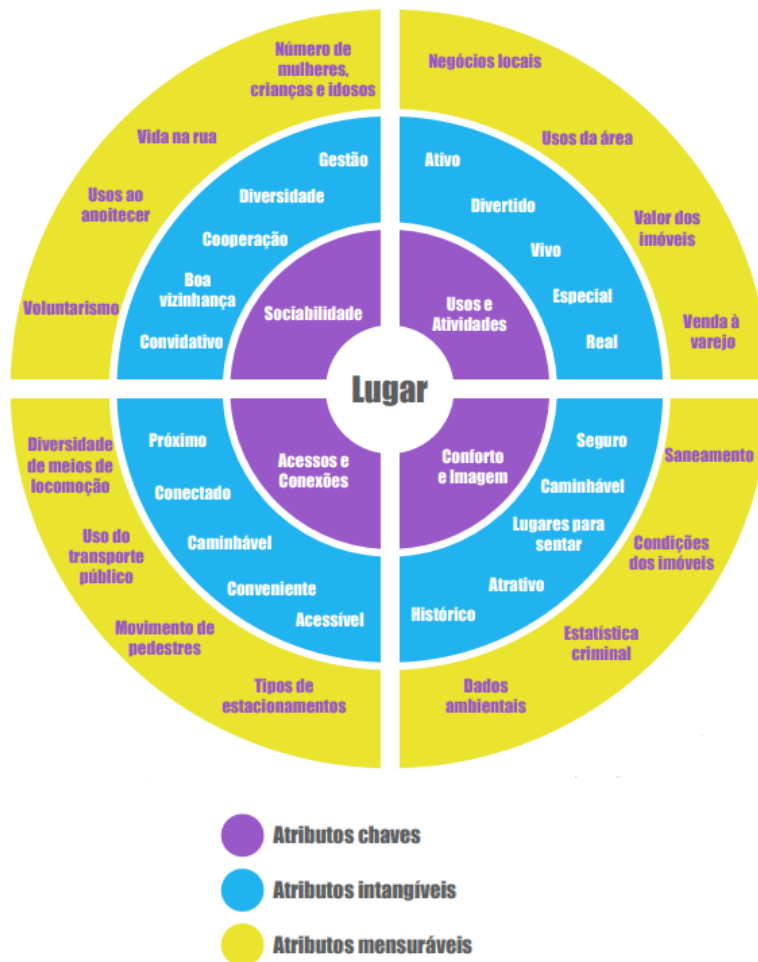 Número de
mulheres,
crianças e idosos
Vida na rua
Usos ao
anoitecer
Voluntarismo
Gestão
Diversidade
Cooperação
Boa
vizinhança
Convidativo
Sociabilidade
Negócios locais
Usos da área
Valor dos
imóveis
Venda à
varejo
Ativo
Divertido
Vivo
Especial
Real
Usos e
Atividades
Lugar
Diversidade
de meios de
locomoção
Uso do
transporte
público
Movimento de
pedestres
Tipos de
estacionamentos
Próximo
Conectado
Caminhável
Conveniente
Acessível
Acessos e
Conexões
Conforto
e Imagem
Seguro
Caminhável
Lugares para
sentar
Atrativo
Histórico
Saneamento
Condições
dos imóveis
Estatística
criminal
Dados
ambientais
Atributos chaves
Atributos intangíveis
Atributos mensuráveis